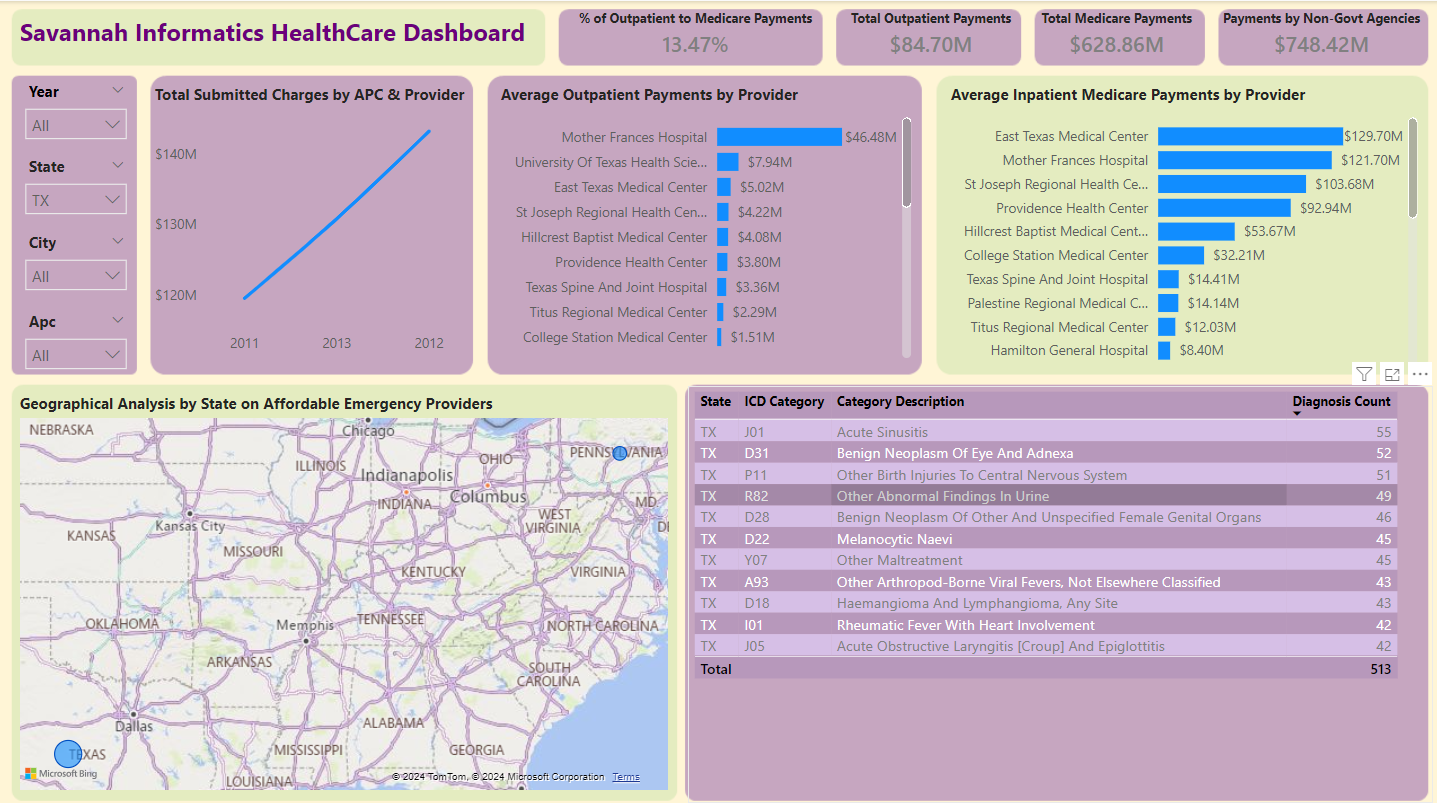 Savannah Informatics HealthCare Dashboard
% of Outpatient to Medicare Payments
13.47%
Total Outpatient Payments
$84.70M
Total Medicare Payments
$628.86M
Payments by Non-Govt Agencies
$748.42M
Year
All
State
TX
City
All
Apc
All
Total Submitted Charges by APC & Provider
$140M
$130M
$120M
2011 2013 2012
Average Outpatient Payments by Provider
Mother Frances Hospital $46.48M
University Of Texas Health Scie... $7.94M
East Texas Medical Center $5.02M
St Joseph Regional Health Cen... $4.22M
Hillcrest Baptist Medical Center $4.08M
Providence Health Center $3.80M
Texas Spine And Joint Hospital $3.36M
Titus Regional Medical Center $2.29M
College Station Medical Center $1.51M
Average Inpatient Medicare Payments by Provider
East Texas Medical Center $129.70M
Mother Frances Hospital $121.70M
St Joseph Regional Health Ce... $103.68M
Providence Health Center $92.94M
Hillcrest Baptist Medical Cent... $53.67M
College Station Medical Center $32.21M
Texas Spine And Joint Hospital $14.41M
Palestine Regional Medical C... $14.14M
Titus Regional Medical Center $12.03M
Hamilton General Hospital $8.40M
Geographical Analysis by State on Affordable Emergency Providers
NEBRASKA
Chicago
ILLINOIS
Indianapolis
INDIANA
OHIO
Columbus
PENNSYLVANIA
MD
WEST
VIRGINIA
Kansas City
KANSAS
MISSOURI
KENTUCKY
VIRGINIA
OKLAHOMA
Memphis
TENNESSEE
NORTH CAROLINA
ARKANSAS
SOUTH
CAROLINA
Dallas
ALABAMA
MISSISSIPPI
GEORGIA
TEXAS
LOUISIANA
Microsoft Bing
© 2024 TomTom, © 2024 Microsoft Corporation Terms
State ICD Category Category Description Diagnosis Count
TX J01 Acute Sinusitis 55
TX D31 Benign Neoplasm Of Eye And Adnexa 52
TX P11 Other Birth Injuries To Central Nervous System 51
TX R82 Other Abnormal Findings In Urine 49
TX D28 Benign Neoplasm Of Other And Unspecified Female Genital Organs 46
TX D22 Melanocytic Naevi 45
TX Y07 Other Maltreatment 45
TX A93 Other Arthropod-Borne Viral Fevers, Not Elsewhere Classified 43
TX D18 Haemangioma And Lymphangioma, Any Site 43
TX I01 Rheumatic Fever With Heart Involvement 42
TX J05 Acute Obstructive Laryngitis [Croup] And Epiglottitis 42
Total 513